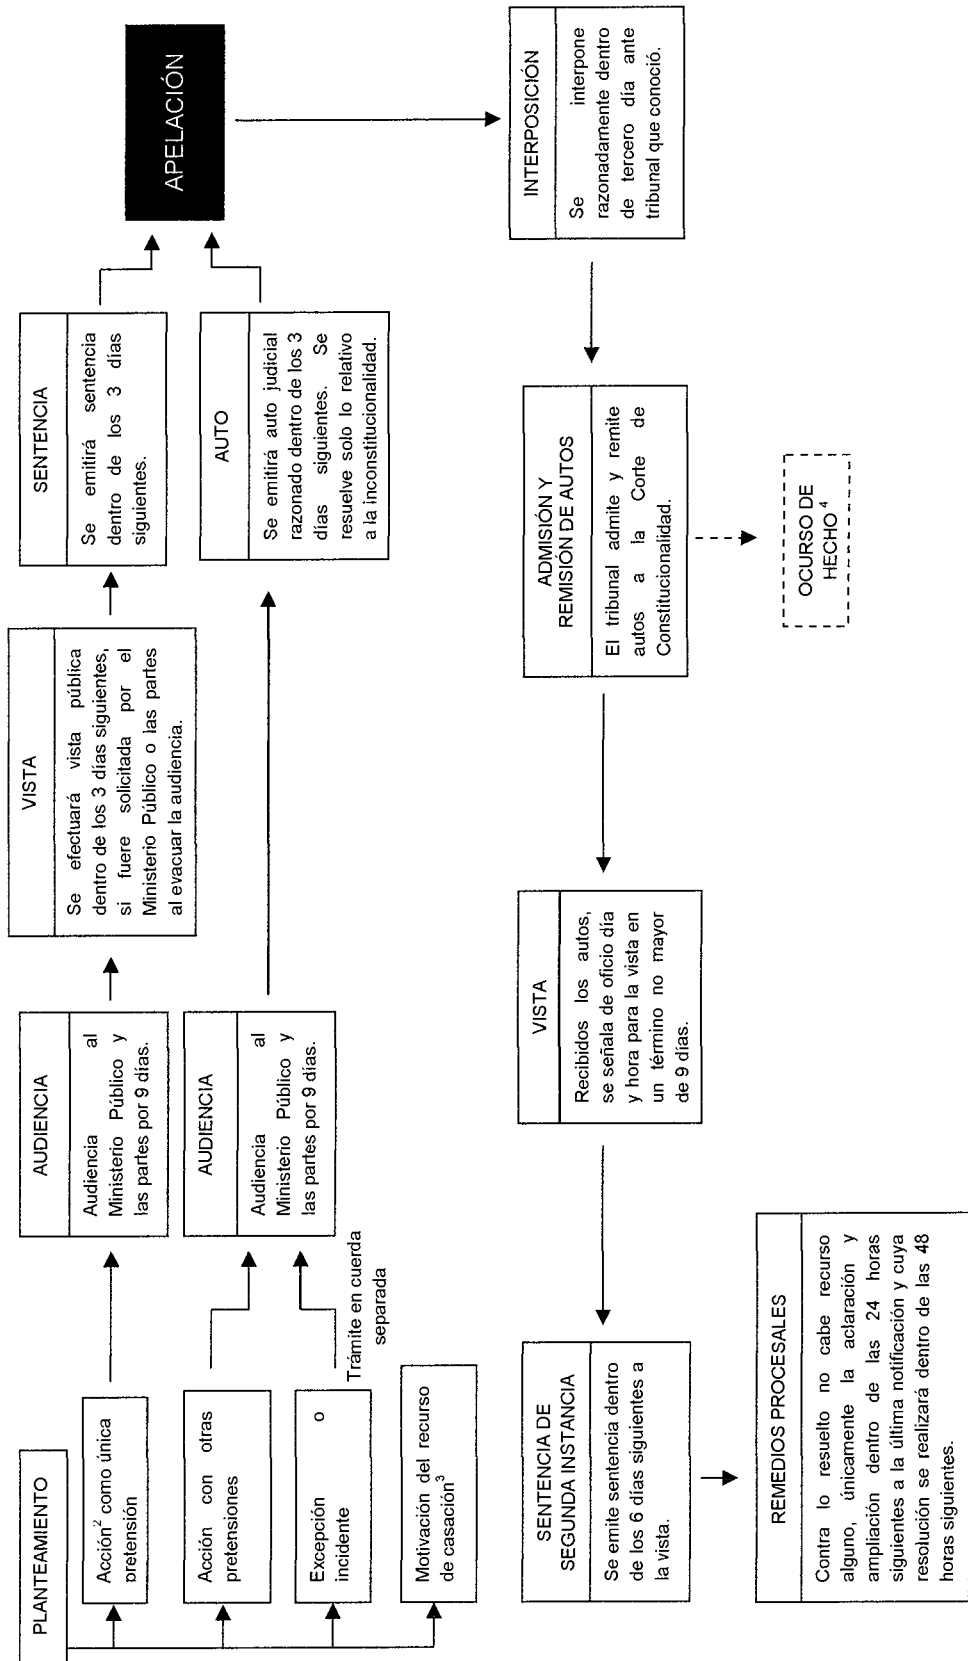 PLANTEAMIENTO
Acción² como única
pretensión
Acción con otras
pretensiones
Excepción o
incidente
Motivación del recurso
de casación³
Trámite en cuerda
separada
AUDIENCIA
Audiencia al
Ministerio Público y
las partes por 9 días.
AUDIENCIA
Audiencia al
Ministerio Público y
las partes por 9 días.
VISTA
Se efectuará vista pública
dentro de los 3 días siguientes,
si fuere solicitada por el
Ministerio Público o las partes
al evacuar la audiencia.
SENTENCIA
Se emitirá sentencia
dentro de los 3 días
siguientes.
AUTO
Se emitirá auto judicial
razonado dentro de los 3
días siguientes. Se
resuelve solo lo relativo
a la inconstitucionalidad.
APELACIÓN
INTERPOSICIÓN
Se interpone
razonadamente dentro
de tercero día ante
tribunal que conoció.
ADMISIÓN Y
REMISIÓN DE AUTOS
El tribunal admite y remite
autos a la Corte de
Constitucionalidad.
OCURSO DE
HECHO ⁴
VISTA
Recibidos los autos,
se señala de oficio día
y hora para la vista en
un término no mayor
de 9 días.
SENTENCIA DE
SEGUNDA INSTANCIA
Se emite sentencia dentro
de los 6 días siguientes a
la vista.
REMEDIOS PROCESALES
Contra lo resuelto no cabe recurso
alguno, únicamente la aclaración y
ampliación dentro de las 24 horas
siguientes a la última notificación y cuya
resolución se realizará dentro de las 48
horas siguientes.